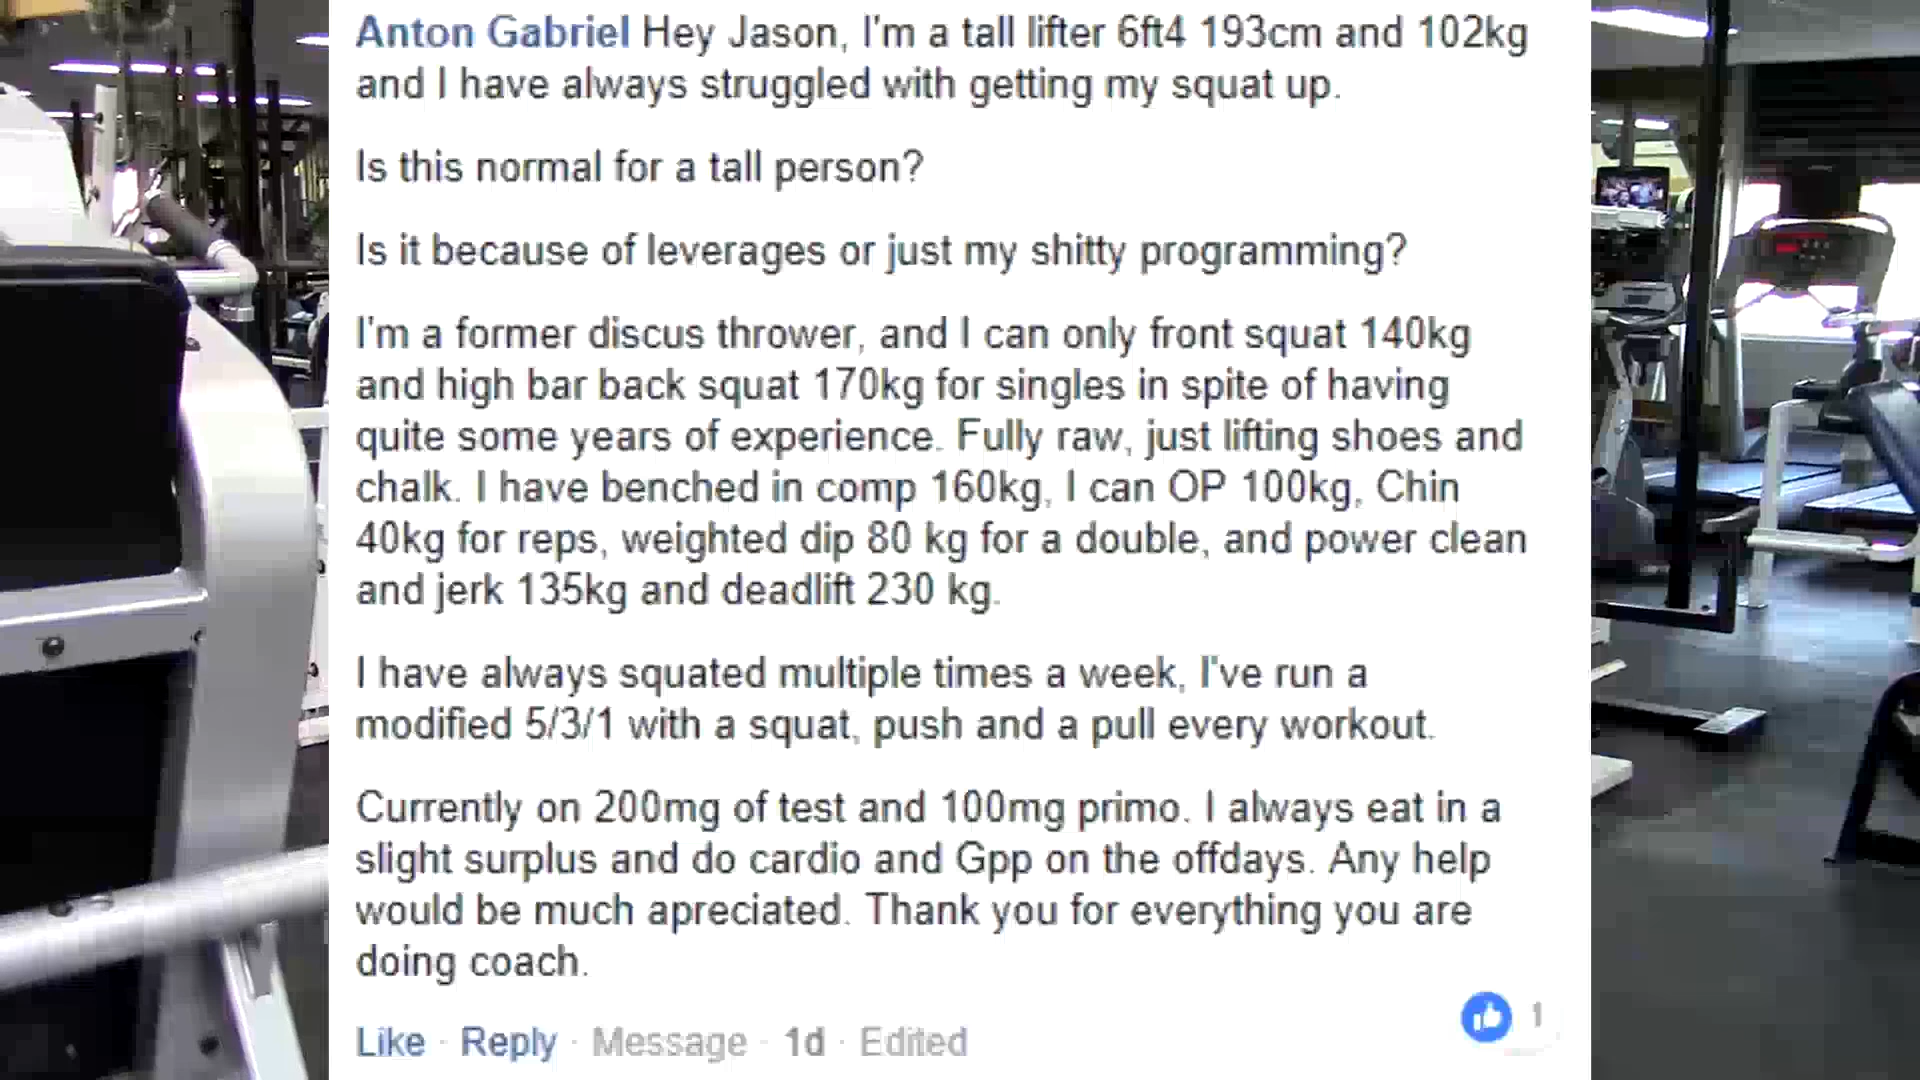 Anton Gabriel Hey Jason, I'm a tall lifter 6ft4 193cm and 102kg
and I have always struggled with getting my squat up.
Is this normal for a tall person?
Is it because of leverages or just my shitty programming?
I'm a former discus thrower, and I can only front squat 140kg
and high bar back squat 170kg for singles in spite of having
quite some years of experience. Fully raw, just lifting shoes and
chalk. I have benched in comp 160kg, I can OP 100kg, Chin
40kg for reps, weighted dip 80 kg for a double, and power clean
and jerk 135kg and deadlift 230 kg.
I have always squated multiple times a week, I've run a
modified 5/3/1 with a squat, push and a pull every workout.
Currently on 200mg of test and 100mg primo. I always eat in a
slight surplus and do cardio and Gpp on the offdays. Any help
would be much apreciated. Thank you for everything you are
doing coach.
1
Like · Reply · Message · 1d · Edited